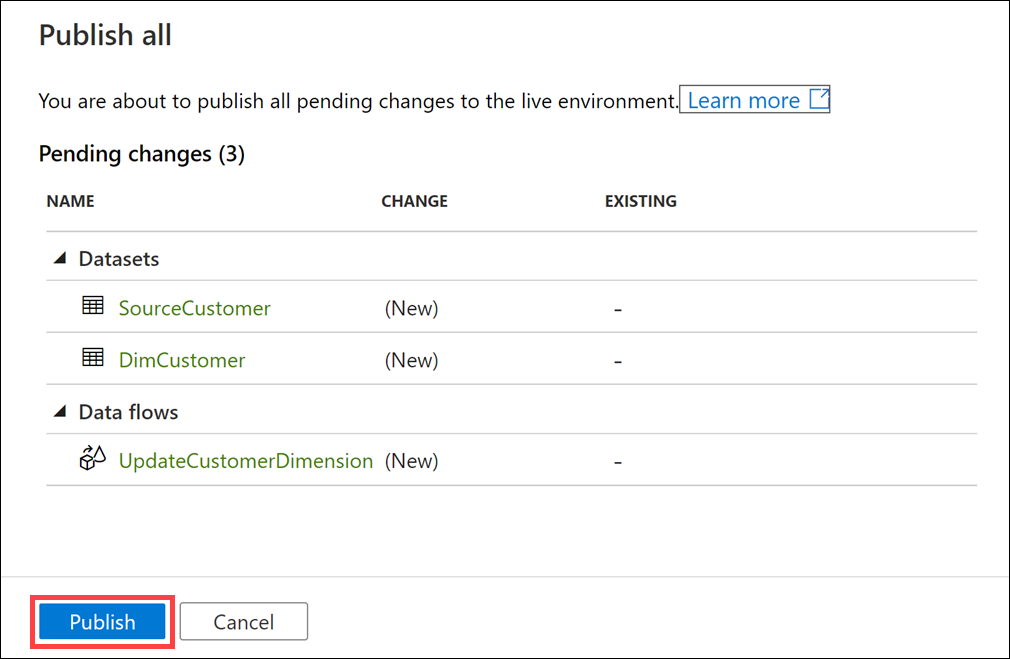 Publish all
You are about to publish all pending changes to the live environment. Learn more
Pending changes (3)
NAME CHANGE EXISTING
Datasets
SourceCustomer (New) -
DimCustomer (New) -
Data flows
UpdateCustomerDimension (New) -
Publish Cancel